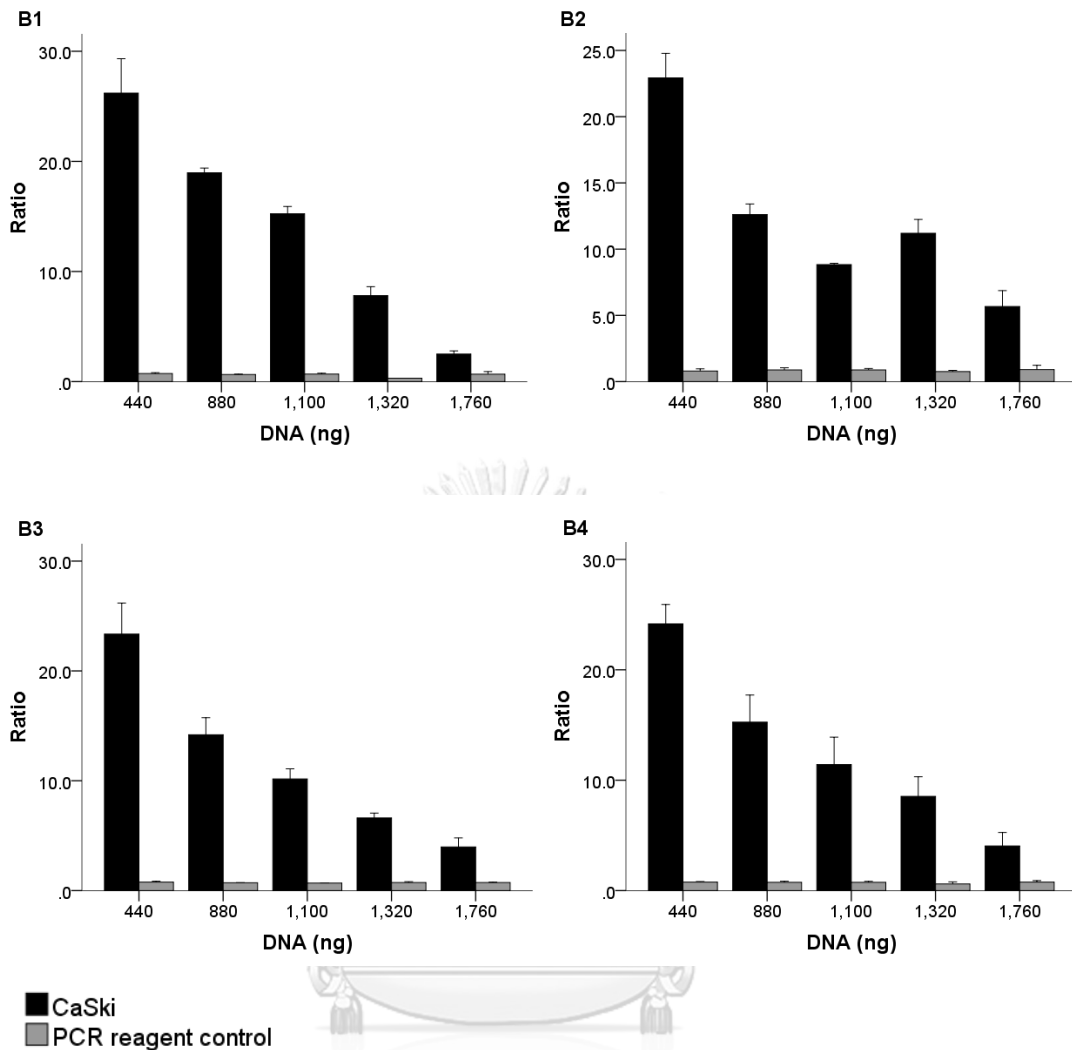 B1
30.0
20.0
10.0
.0
Ratio
440 880 1,100 1,320 1,760
DNA (ng)
B2
25.0
20.0
15.0
10.0
5.0
.0
Ratio
440 880 1,100 1,320 1,760
DNA (ng)
B3
30.0
20.0
10.0
.0
Ratio
440 880 1,100 1,320 1,760
DNA (ng)
B4
30.0
20.0
10.0
.0
Ratio
440 880 1,100 1,320 1,760
DNA (ng)
CaSki
PCR reagent control